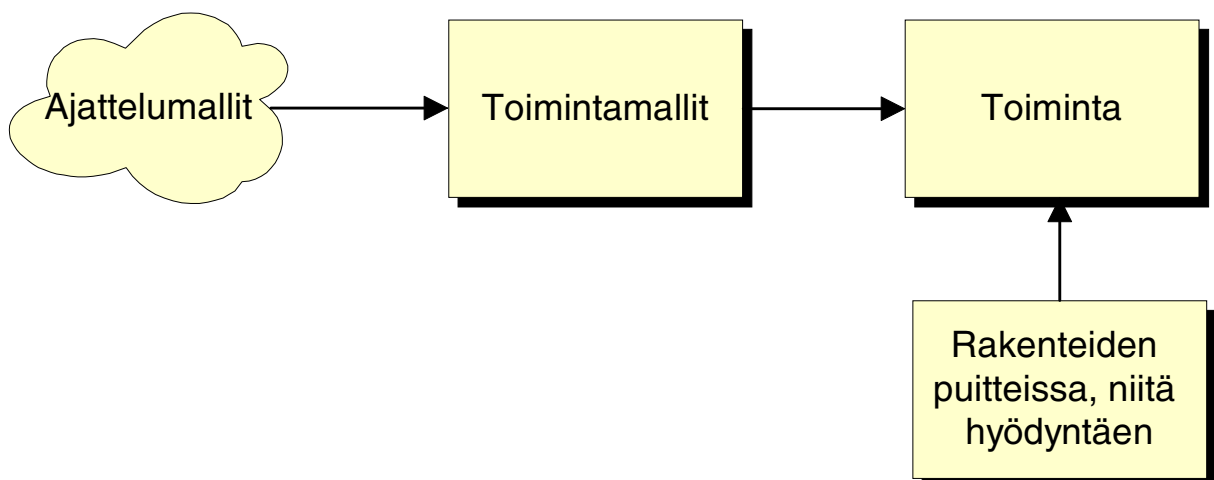 Ajattelumallit
Toimintamallit
Toiminta
Rakenteiden
puitteissa, niitä
hyödyntäen